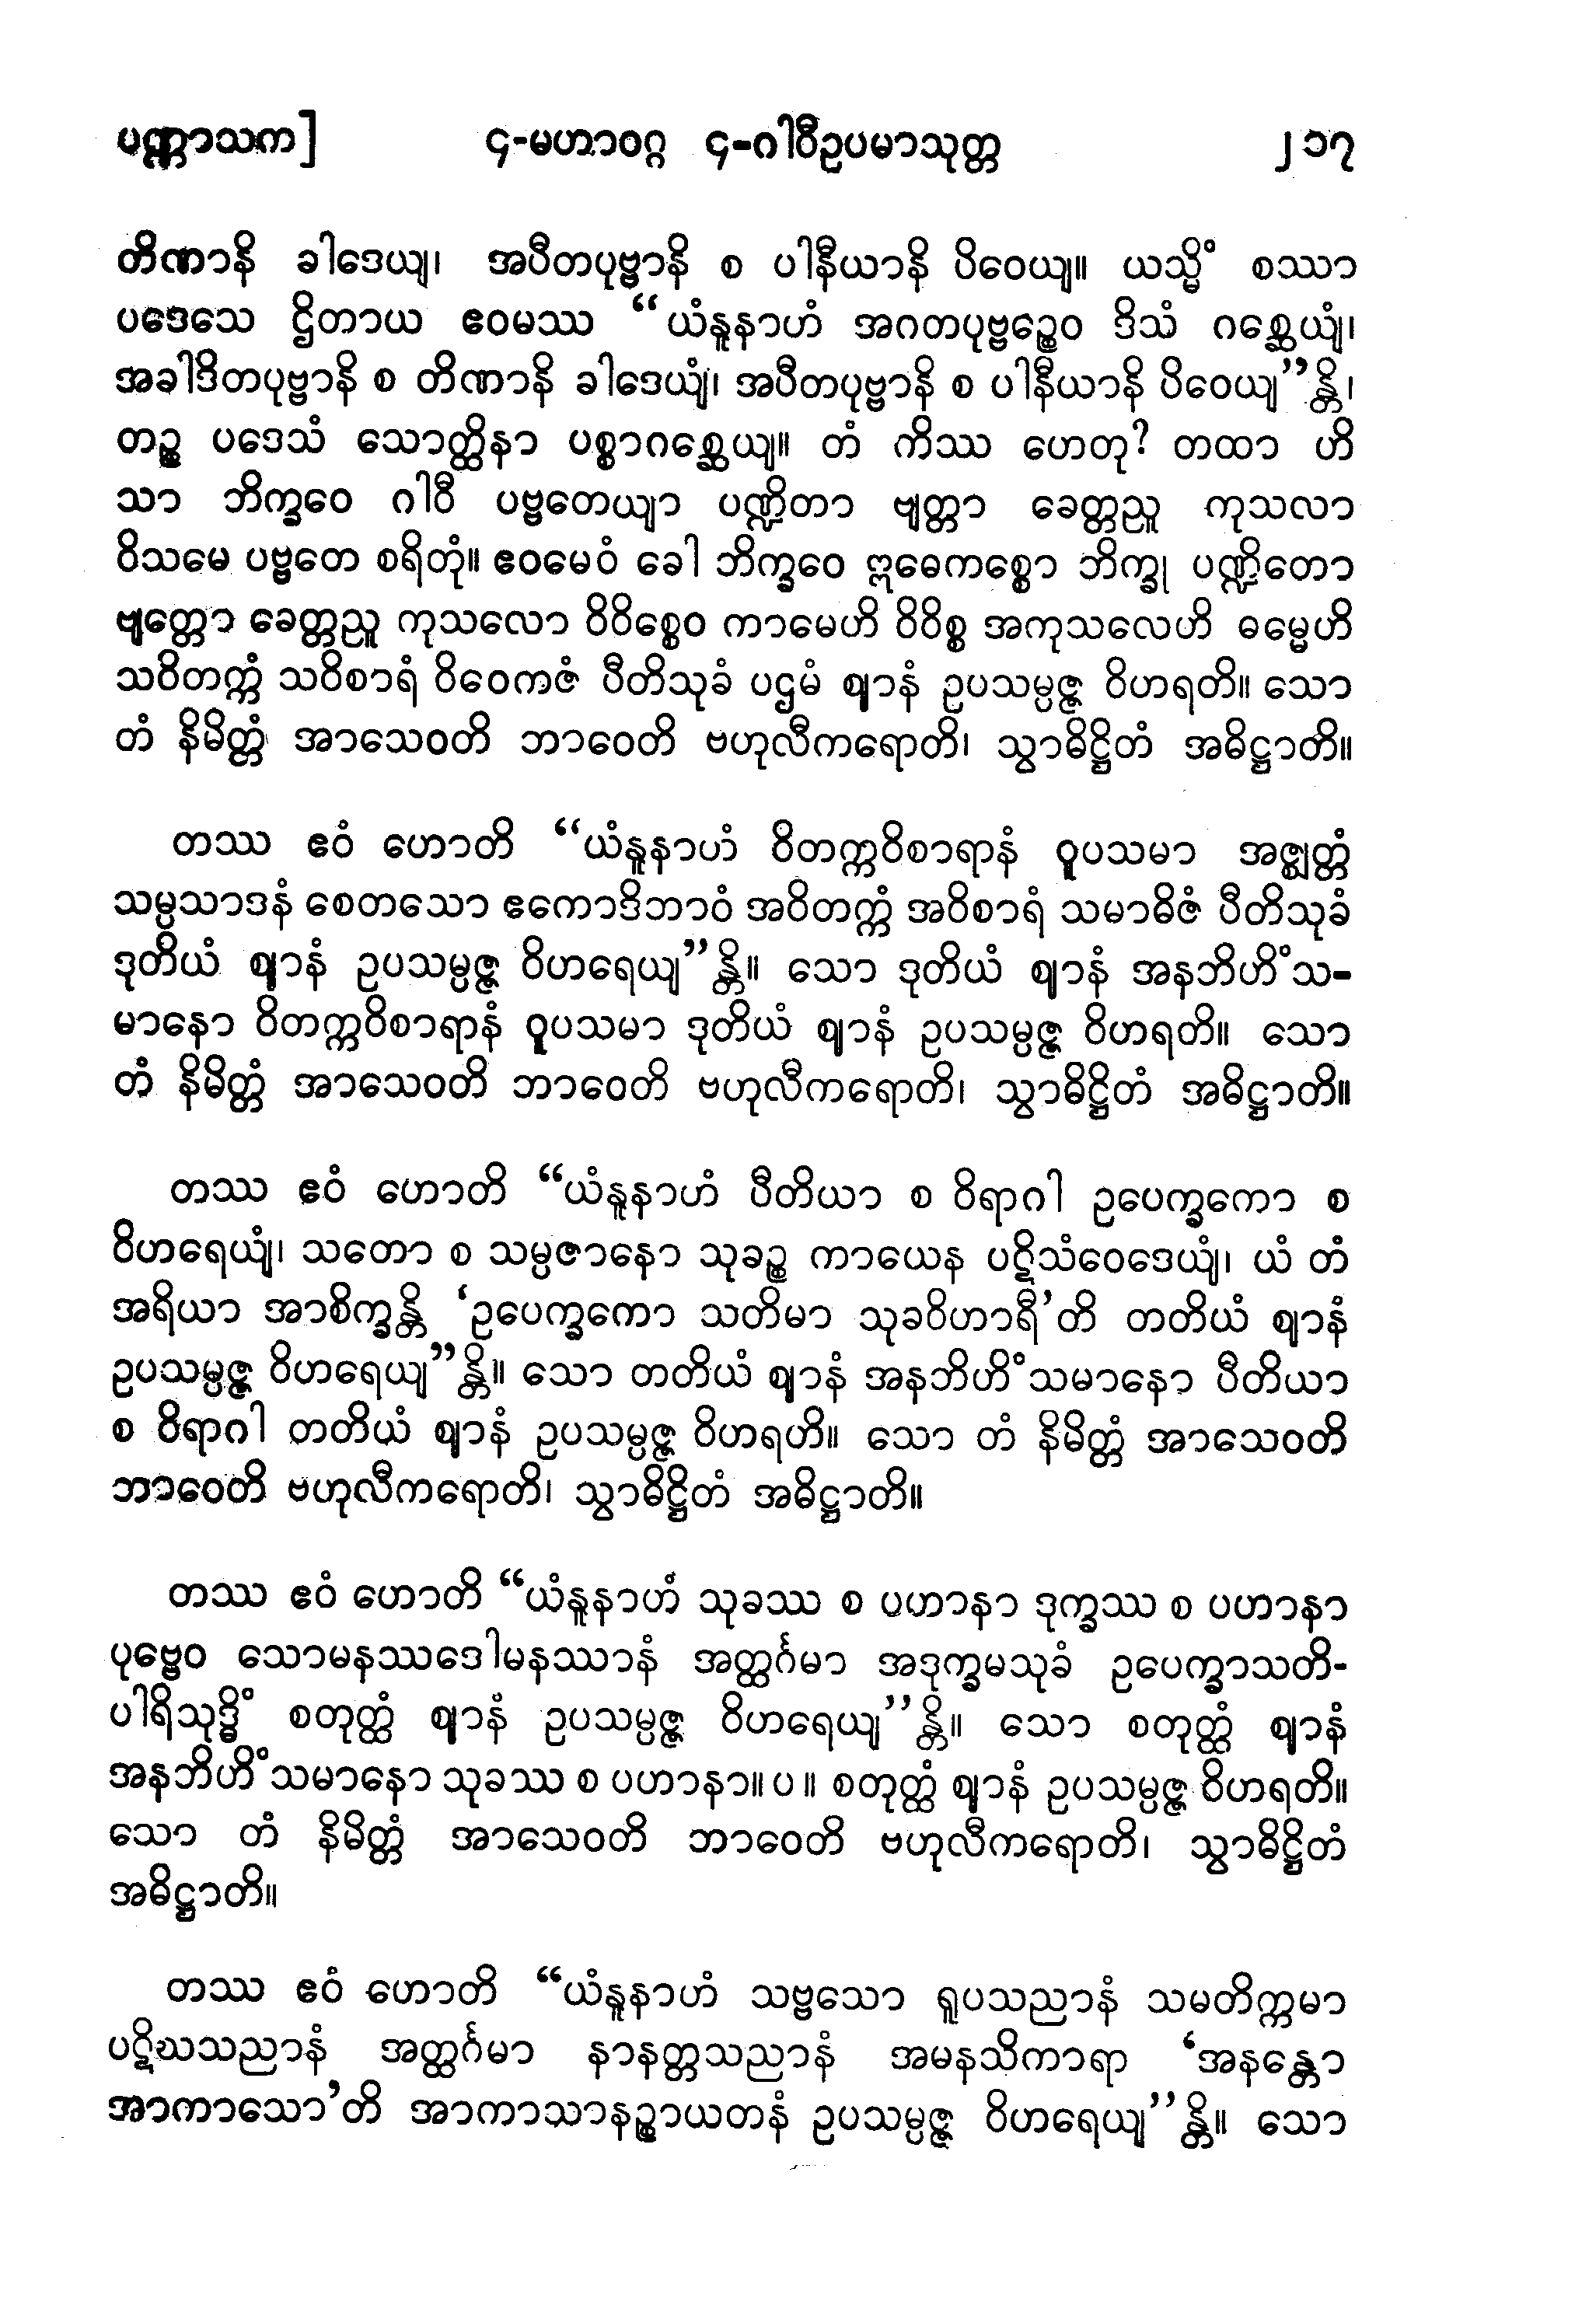 ပဏ္ဏာသက]	၄-မဟာဝဂ္ဂ ၄-ဂါဝီဥပမာသုတ္တ	၂၁၇
တိဏာနိ ခါဒေယျ၊ အပီတပုဗ္ဗာနိ စ ပါနီယာနိ ပိဝေယျ။ ယသ္မိံ စဿာ
ပဒေသေ ဌိတာယ ဧဝမဿ “ယံနူနာဟံ အဂတပုဗ္ဗဉ္စေဝ ဒိသံ ဂစ္ဆေယျံ၊
အခါဒိတပုဗ္ဗာနိ စ တိဏာနိ ခါဒေယျံ၊ အပီတပုဗ္ဗာနိ စ ပါနီယာနိ ပိဝေယျ”န္တိ၊
တဉ္စ ပဒေသံ သောတ္ထိနာ ပစ္စာဂစ္ဆေယျ။ တံ ကိဿ ဟေတု? တထာ ဟိ
သာ ဘိက္ခဝေ ဂါဝီ ပဗ္ဗတေယျာ ပဏ္ဍိတာ ဗျတ္တာ ခေတ္တညူ ကုသလာ
ဝိသမေ ပဗ္ဗတေ စရိတုံ။ ဧဝမေဝံ ခေါ ဘိက္ခဝေ ဣဓေကစ္စော ဘိက္ခု ပဏ္ဍိတော
ဗျတ္တော ခေတ္တညူ ကုသလော ဝိဝိစ္စေဝ ကာမေဟိ ဝိဝိစ္စ အကုသလေဟိ ဓမ္မေဟိ
သဝိတက္ကံ သဝိစာရံ ဝိဝေကဇံ ပီတိသုခံ ပဌမံ ဈာနံ ဥပသမ္ပဇ္ဇ ဝိဟရတိ။ သော
တံ နိမိတ္တံ အာသေဝတိ ဘာဝေတိ ဗဟုလီကရောတိ၊ သွာဓိဋ္ဌိတံ အဓိဋ္ဌာတိ။
တဿ ဧဝံ ဟောတိ “ယံနူနာဟံ ဝိတက္ကဝိစာရာနံ ဝူပသမာ အဇ္ဈတ္တံ
သမ္ပသာဒနံ စေတသော ဧကောဒိဘာဝံ အဝိတက္ကံ အဝိစာရံ သမာဓိဇံ ပီတိသုခံ
ဒုတိယံ ဈာနံ ဥပသမ္ပဇ္ဇ ဝိဟရေယျ”န္တိ။ သော ဒုတိယံ ဈာနံ အနဘိဟိံသ-
မာနော ဝိတက္ကဝိစာရာနံ ဝူပသမာ ဒုတိယံ ဈာနံ ဥပသမ္ပဇ္ဇ ဝိဟရတိ။ သော
တံ နိမိတ္တံ အာသေဝတိ ဘာဝေတိ ဗဟုလီကရောတိ၊ သွာဓိဋ္ဌိတံ အဓိဋ္ဌာတိ။
တဿ ဧဝံ ဟောတိ “ယံနူနာဟံ ပီတိယာ စ ဝိရာဂါ ဥပေက္ခကော စ
ဝိဟရေယျံ၊ သတော စ သမ္ပဇာနော သုခဉ္စ ကာယေန ပဋိသံဝေဒေယျံ၊ ယံ တံ
အရိယာ အာစိက္ခန္တိ ‘ဥပေက္ခကော သတိမာ သုခဝိဟာရီ’တိ တတိယံ ဈာနံ
ဥပသမ္ပဇ္ဇ ဝိဟရေယျ”န္တိ။ သော တတိယံ ဈာနံ အနဘိဟိံသမာနော ပီတိယာ
စ ဝိရာဂါ တတိယံ ဈာနံ ဥပသမ္ပဇ္ဇ ဝိဟရဟိ။ သော တံ နိမိတ္တံ အာသေဝတိ
ဘာဝေတိ ဗဟုလီကရောတိ၊ သွာဓိဋ္ဌိတံ အဓိဋ္ဌာတိ။
တဿ ဧဝံ ဟောတိ “ယံနူနာဟံ သုခဿ စ ပဟာနာ ဒုက္ခဿ စ ပဟာနာ
ပုဗ္ဗေဝ သောမနဿဒေါမနဿာနံ အတ္ထင်္ဂမာ အဒုက္ခမသုခံ ဥပေက္ခာသတိ-
ပါရိသုဒ္ဓိံ စတုတ္ထံ ဈာနံ ဥပသမ္ပဇ္ဇ ဝိဟရေယျ”န္တိ။ သော စတုတ္ထံ ဈာနံ
အနဘိဟိံသမာနော သုခဿ စ ပဟာနာ။ပ။ စတုတ္ထံ ဈာနံ ဥပသမ္ပဇ္ဇ ဝိဟရတိ။
သော တံ နိမိတ္တံ အာသေဝတိ ဘာဝေတိ ဗဟုလီကရောတိ၊ သွာဓိဋ္ဌိတံ
အဓိဋ္ဌာတိ။
တဿ ဧဝံ ဟောတိ “ယံနူနာဟံ သဗ္ဗသော ရူပသညာနံ သမတိက္ကမာ
ပဋိဃသညာနံ အတ္ထင်္ဂမာ နာနတ္တသညာနံ အမနသိကာရာ ‘အနန္တော
အာကာသော’တိ အာကာသာနဉ္စာယတနံ ဥပသမ္ပဇ္ဇ ဝိဟရေယျ”န္တိ။ သော